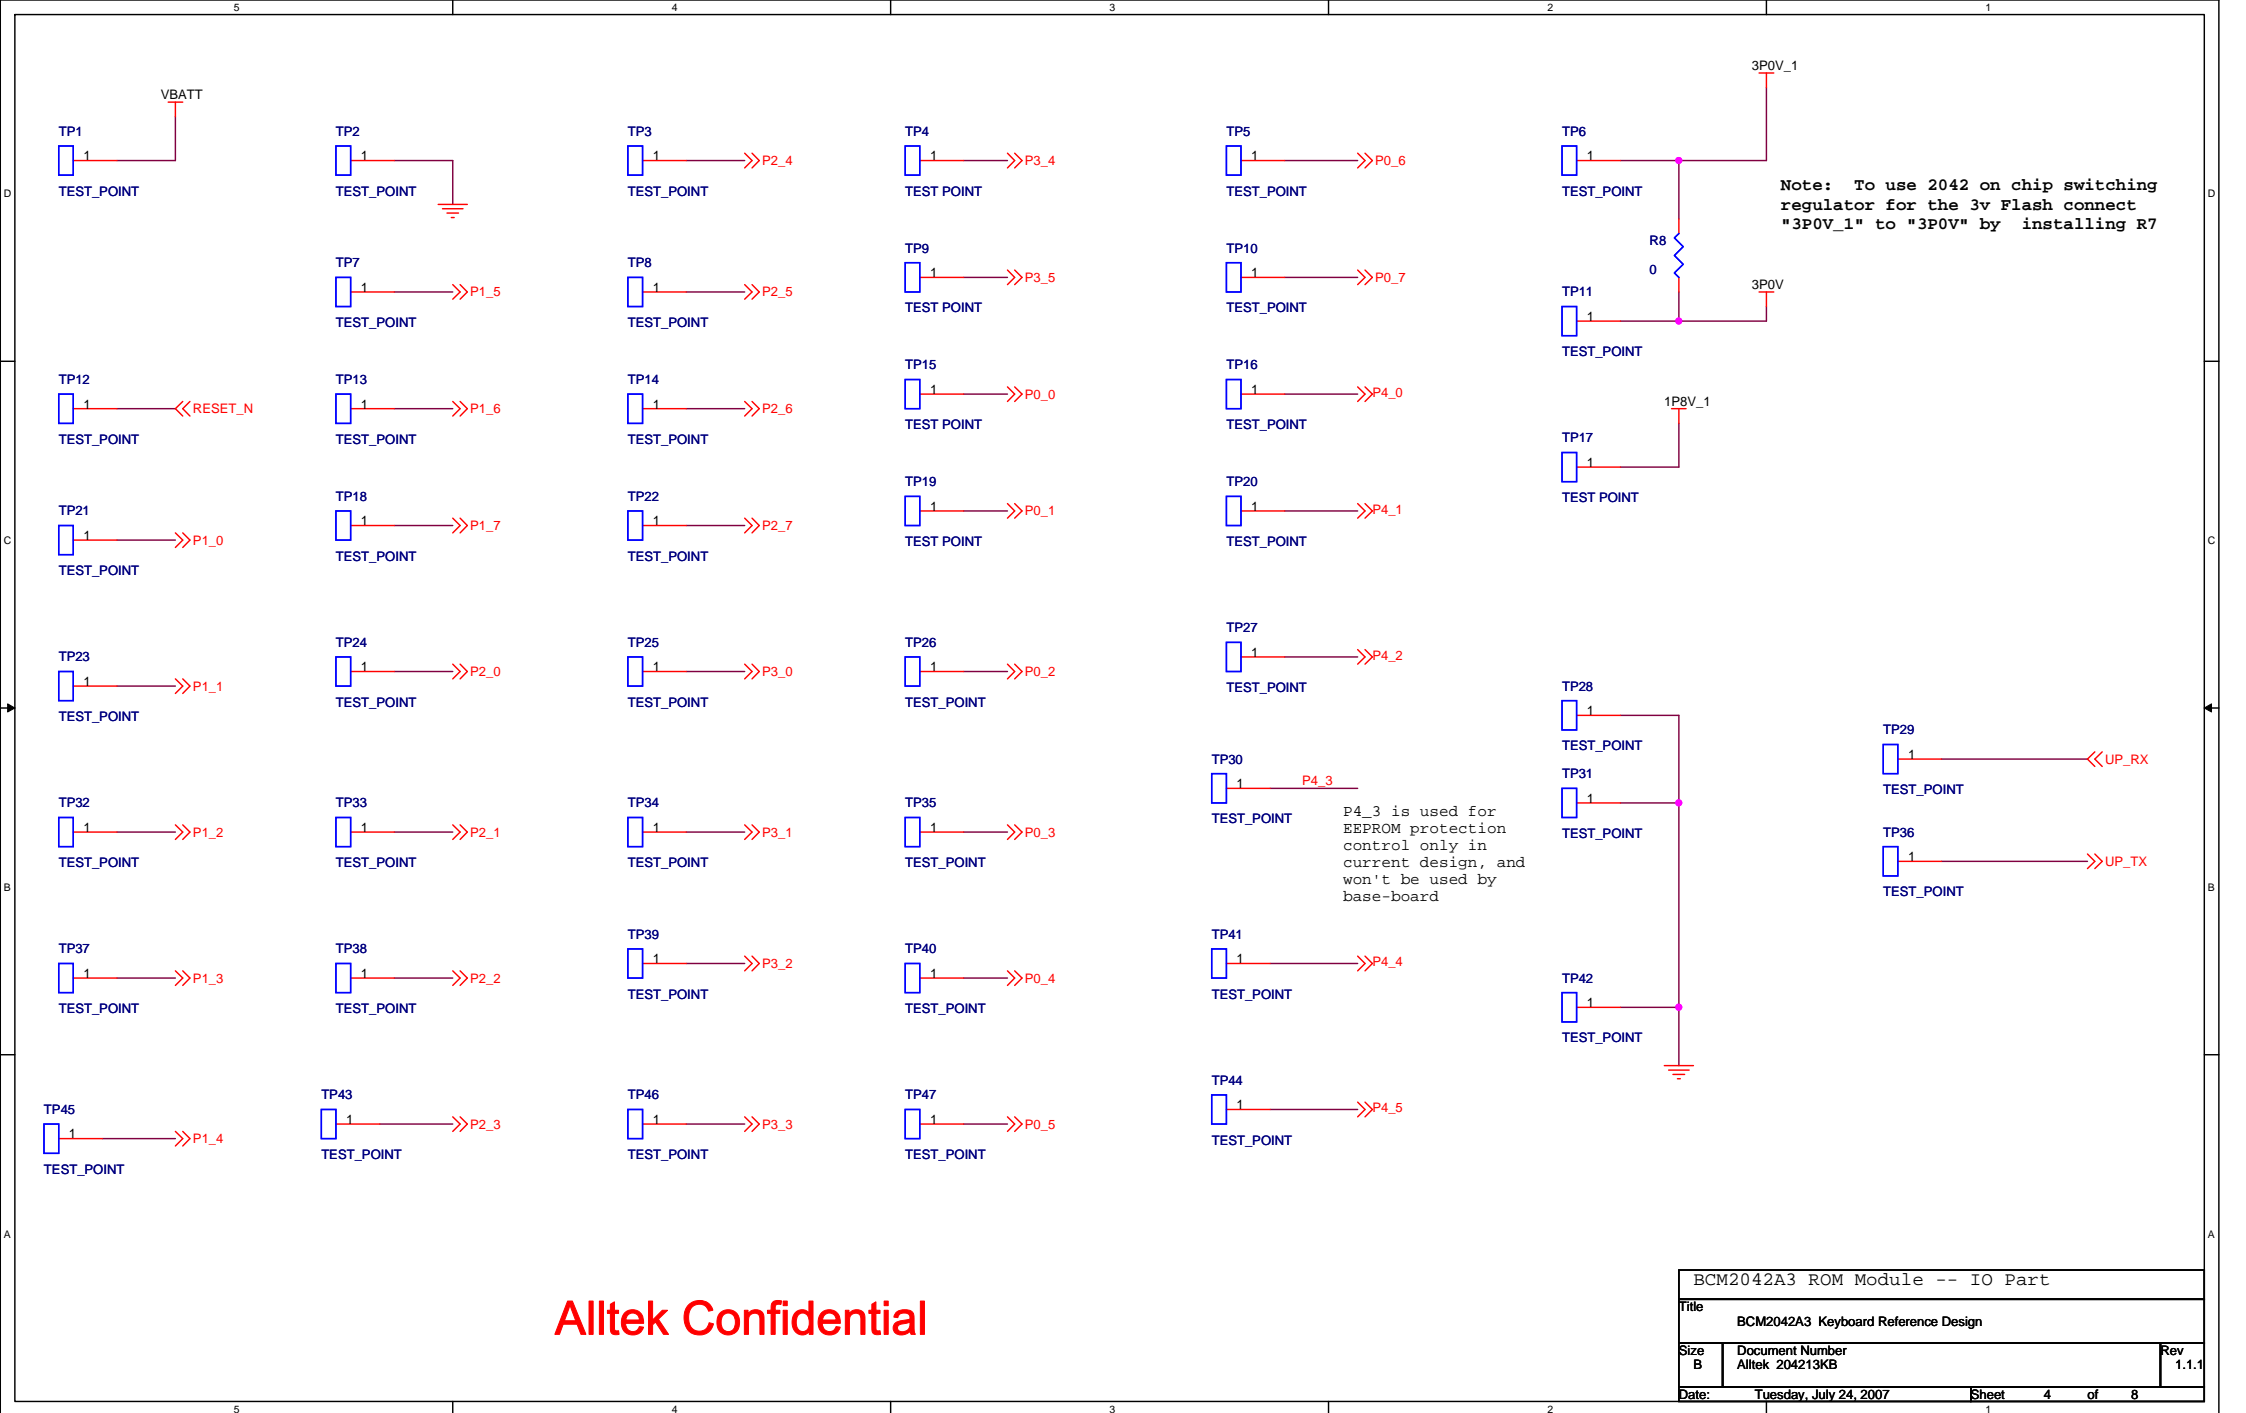 5 4 3 2 1
VBATT
TP1
1
TEST_POINT
TP2
1
TEST_POINT
TP3
1
P2_4
TEST_POINT
TP4
1
P3_4
TEST POINT
TP5
1
P0_6
TEST_POINT
3P0V_1
TP6
1
TEST_POINT
Note: To use 2042 on chip switching
regulator for the 3v Flash connect
"3P0V_1" to "3P0V" by installing R7
D
D
R8
0
TP7
1
P1_5
TEST_POINT
TP8
1
P2_5
TEST_POINT
TP9
1
P3_5
TEST POINT
TP10
1
P0_7
TEST_POINT
3P0V
TP11
1
TEST_POINT
TP12
1
RESET_N
TEST_POINT
TP13
1
P1_6
TEST_POINT
TP14
1
P2_6
TEST_POINT
TP15
1
P0_0
TEST POINT
TP16
1
P4_0
TEST_POINT
1P8V_1
TP17
1
TEST POINT
TP21
1
P1_0
TEST_POINT
TP18
1
P1_7
TEST_POINT
TP22
1
P2_7
TEST_POINT
TP19
1
P0_1
TEST POINT
TP20
1
P4_1
TEST_POINT
C
C
TP23
1
P1_1
TEST_POINT
TP24
1
P2_0
TEST_POINT
TP25
1
P3_0
TEST_POINT
TP26
1
P0_2
TEST_POINT
TP27
1
P4_2
TEST_POINT
TP28
1
TEST_POINT
TP29
1
UP_RX
TEST_POINT
TP30
1
P4_3
TEST_POINT
P4_3 is used for
EEPROM protection
control only in
current design, and
won't be used by
base-board
TP31
1
TEST_POINT
TP32
1
P1_2
TEST_POINT
TP33
1
P2_1
TEST_POINT
TP34
1
P3_1
TEST_POINT
TP35
1
P0_3
TEST_POINT
TP36
1
UP_TX
TEST_POINT
B
B
TP37
1
P1_3
TEST_POINT
TP38
1
P2_2
TEST_POINT
TP39
1
P3_2
TEST_POINT
TP40
1
P0_4
TEST_POINT
TP41
1
P4_4
TEST_POINT
TP42
1
TEST_POINT
TP45
1
P1_4
TEST_POINT
TP43
1
P2_3
TEST_POINT
TP46
1
P3_3
TEST_POINT
TP47
1
P0_5
TEST_POINT
TP44
1
P4_5
TEST_POINT
A
A
Alltek Confidential
BCM2042A3 ROM Module -- IO Part
Title
BCM2042A3 Keyboard Reference Design
Size Document Number Rev
B Alltek 204213KB 1.1.1
Date: Tuesday, July 24, 2007 Sheet 4 of 8
5 4 3 2 1